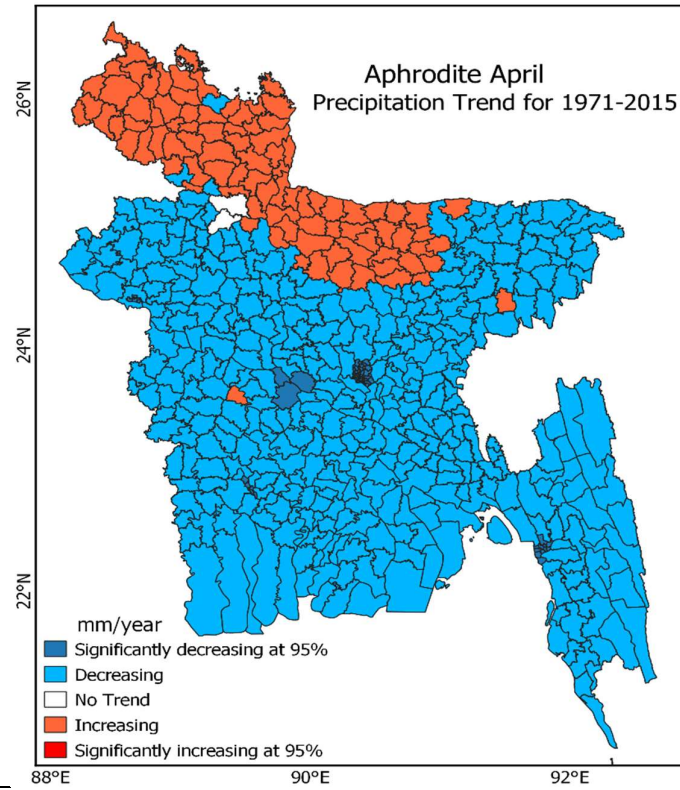 Aphrodite April
Precipitation Trend for 1971-2015
26°N
24°N
22°N
mm/year
Significantly decreasing at 95%
Decreasing
No Trend
Increasing
Significantly increasing at 95%
88°E
90°E
92°E